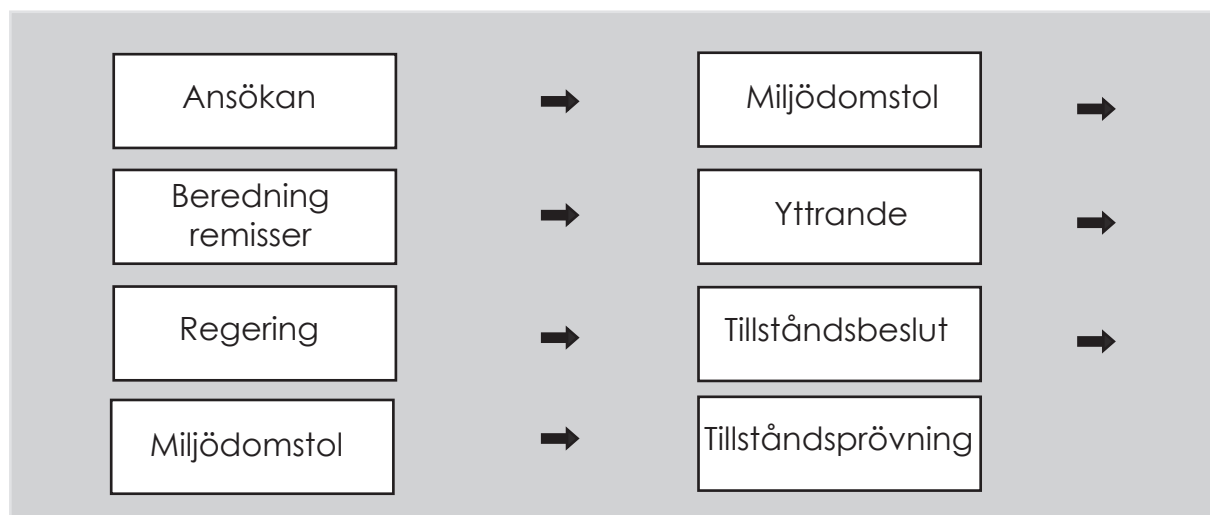 Ansökan
Miljödomstol
Beredning
remisser
Yttrande
Regering
Tillståndsbeslut
Miljödomstol
Tillståndsprövning